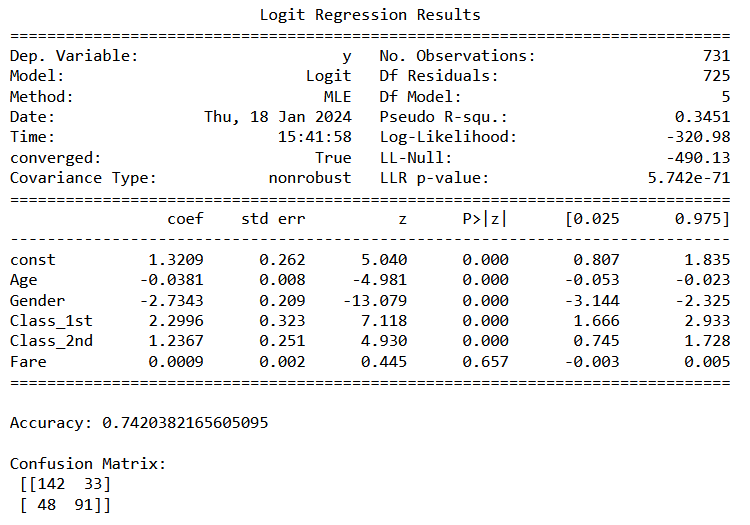 Logit Regression Results
==============================================================================
Dep. Variable:                      y   No. Observations:                  731
Model:                          Logit   Df Residuals:                      725
Method:                           MLE   Df Model:                            5
Date:                Thu, 18 Jan 2024   Pseudo R-squ.:                  0.3451
Time:                        15:41:58   Log-Likelihood:                -320.98
converged:                       True   LL-Null:                       -490.13
Covariance Type:            nonrobust   LLR p-value:                 5.742e-71
==============================================================================
                 coef    std err          z      P>|z|      [0.025      0.975]
------------------------------------------------------------------------------
const          1.3209      0.262      5.040      0.000       0.807       1.835
Age           -0.0381      0.008     -4.981      0.000      -0.053      -0.023
Gender        -2.7343      0.209    -13.079      0.000      -3.144      -2.325
Class_1st      2.2996      0.323      7.118      0.000       1.666       2.933
Class_2nd      1.2367      0.251      4.930      0.000       0.745       1.728
Fare           0.0009      0.002      0.445      0.657      -0.003       0.005
==============================================================================
Accuracy: 0.7420382165605095
Confusion Matrix:
[[142  33]
[ 48  91]]